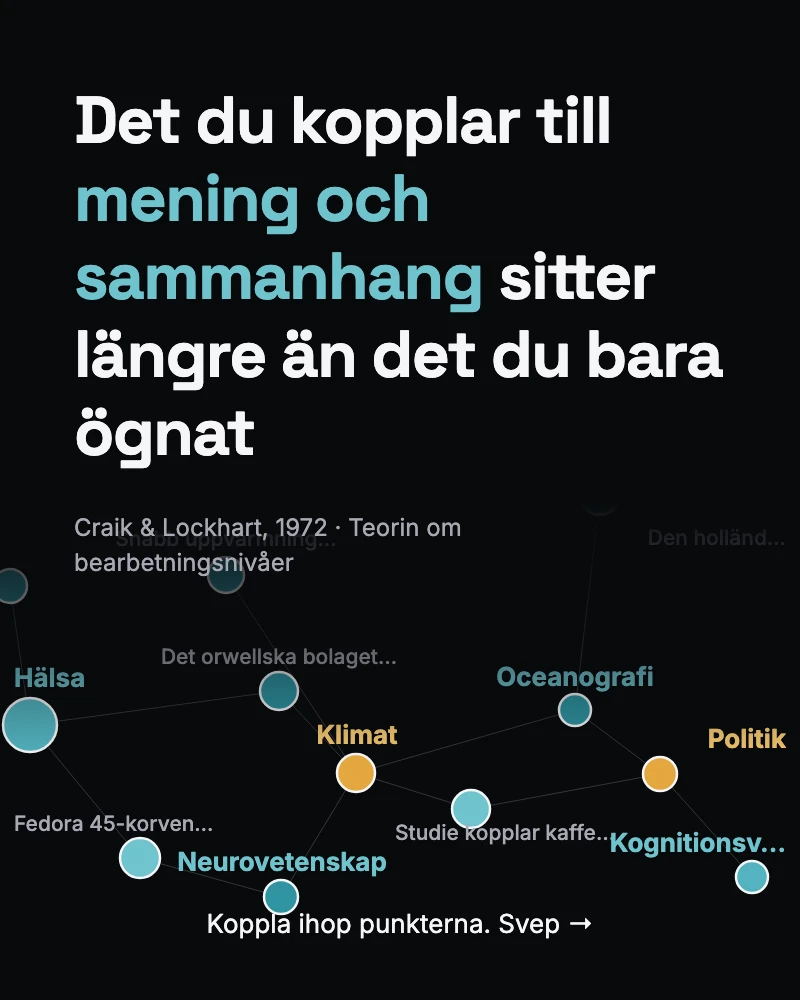 Det du kopplar till
mening och
sammanhang sitter
längre än det du bara
ögnat
Craik & Lockhart, 1972 · Teorin om
bearbetningsnivåer
Snabb uppvärmning...
Den holländ...
Det orwellska bolaget...
Hälsa
Oceanografi
Klimat
Politik
Fedora 45-korven...
Studie kopplar kaffe...
Kognitionsv...
Neurovetenskap
Koppla ihop punkterna. Svep →